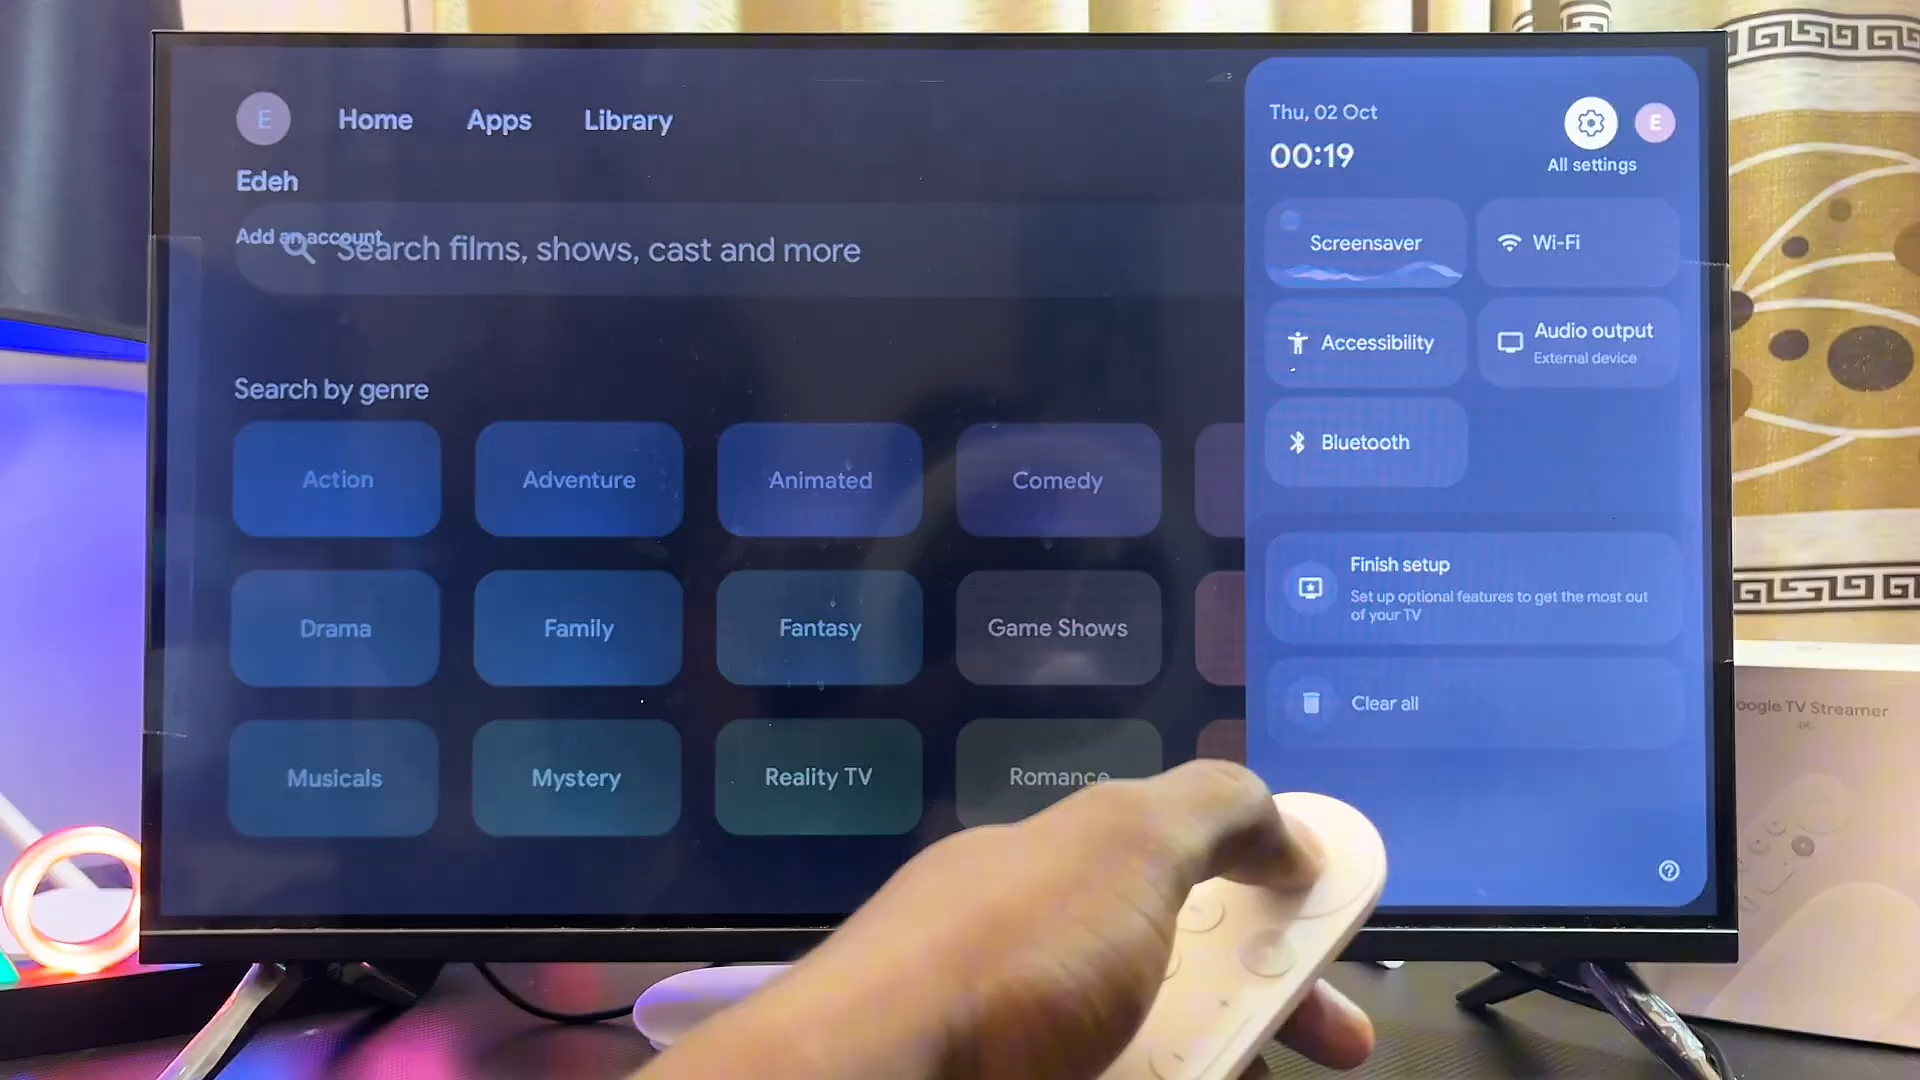 E
Home
Apps
Library
Edeh
Add an account
Search films, shows, cast and more
Search by genre
Action
Adventure
Animated
Comedy
Drama
Family
Fantasy
Game Shows
Musicals
Mystery
Reality TV
Romance
Thu, 02 Oct
00:19
E
All settings
Screensaver
Wi-Fi
Accessibility
Audio output
External device
Bluetooth
Finish setup
Set up optional features to get the most out
of your TV
Clear all
oogle TV Streamer
4K